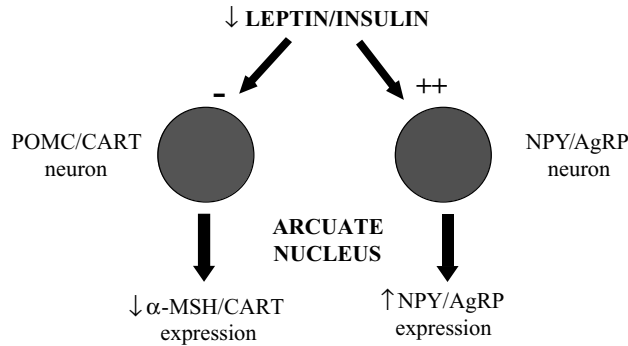 ↓ LEPTIN/INSULIN
-
++
POMC/CART
neuron
NPY/AgRP
neuron
ARCUATE
NUCLEUS
↓α-MSH/CART
expression
↑NPY/AgRP
expression